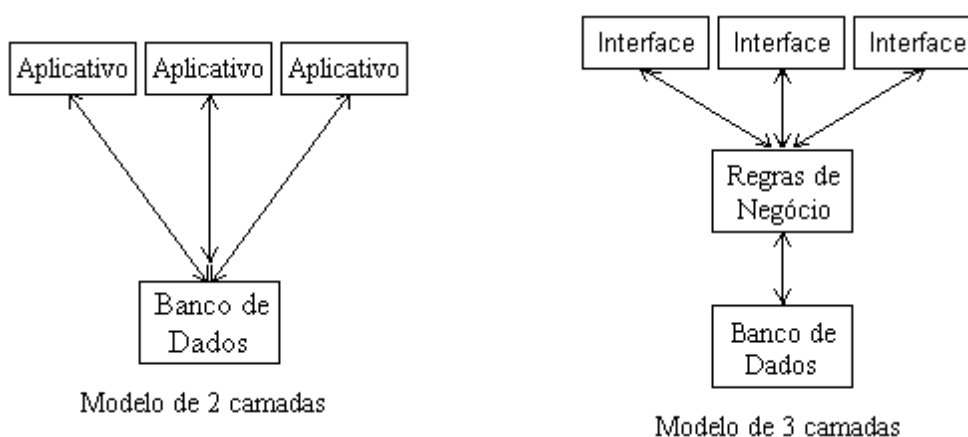 Aplicativo
Aplicativo
Aplicativo
Banco de
Dados
Modelo de 2 camadas
Interface
Interface
Interface
Regras de
Negócio
Banco de
Dados
Modelo de 3 camadas